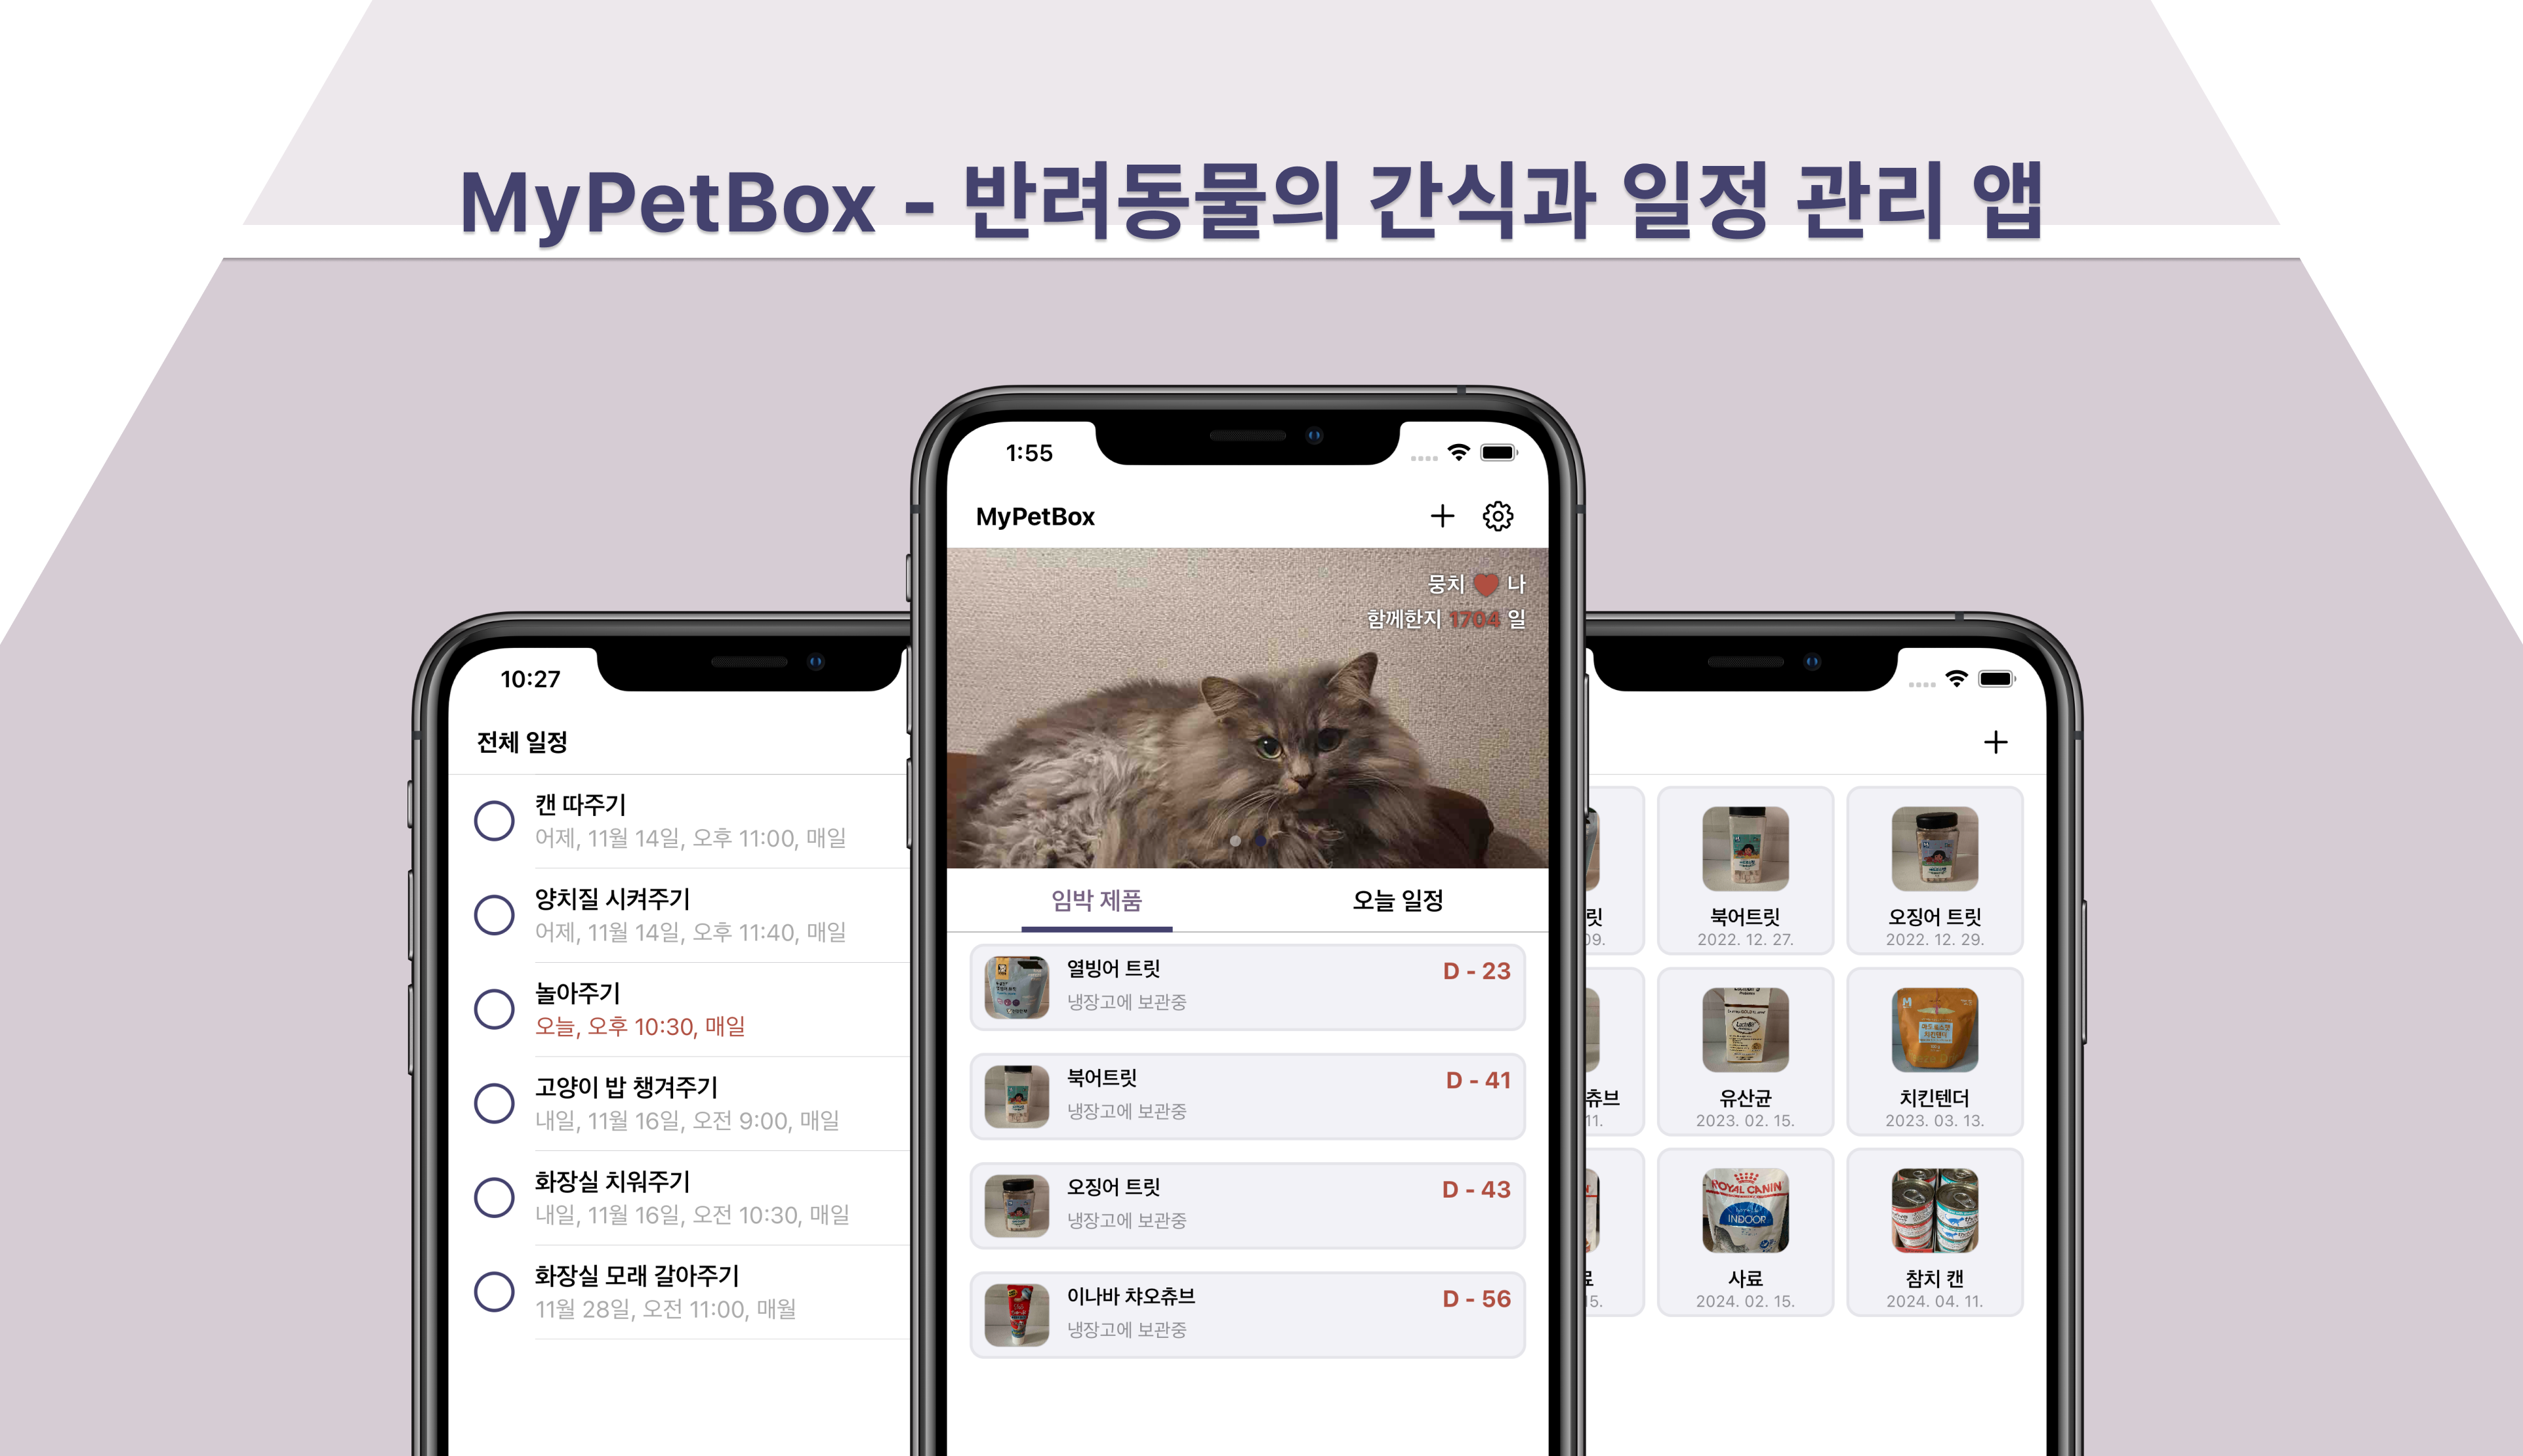 MyPetBox - 반려동물의 간식과 일정 관리 앱
10:27
전체 일정
캔 따주기
어제, 11월 14일, 오후 11:00, 매일
양치질 시켜주기
어제, 11월 14일, 오후 11:40, 매일
놀아주기
오늘, 오후 10:30, 매일
고양이 밥 챙겨주기
내일, 11월 16일, 오전 9:00, 매일
화장실 치워주기
내일, 11월 16일, 오전 10:30, 매일
화장실 모래 갈아주기
11월 28일, 오전 11:00, 매월
1:55
MyPetBox
뭉치 나
함께한지 1704 일
임박 제품 오늘 일정
열빙어 트릿 D - 23
냉장고에 보관중
북어트릿 D - 41
냉장고에 보관중
오징어 트릿 D - 43
냉장고에 보관중
이나바 챠오츄브 D - 56
냉장고에 보관중
릿 북어트릿 오징어 트릿
09. 2022. 12. 27. 2022. 12. 29.
츄브 유산균 치킨텐더
11. 2023. 02. 15. 2023. 03. 13.
ROYAL CANIN
INDOOR
료 사료 참치 캔
15. 2024. 02. 15. 2024. 04. 11.